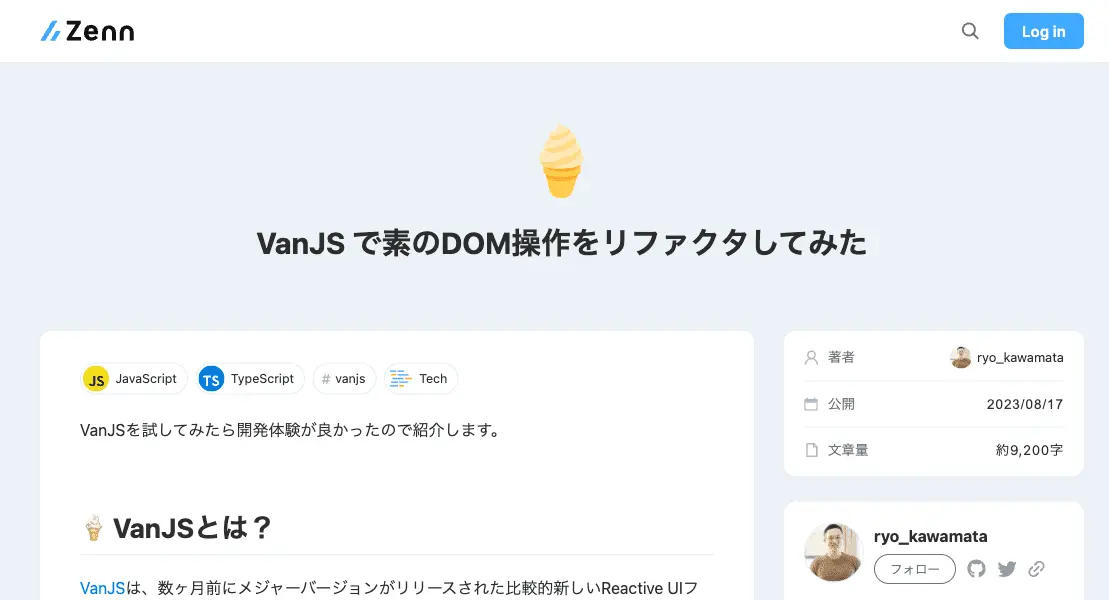 Zenn
Log in
VanJS で素のDOM操作をリファクタしてみた
JS JavaScript
TS TypeScript
# vanjs
Tech
VanJSを試してみたら開発体験が良かったので紹介します。
VanJSとは？
VanJSは、数ヶ月前にメジャーバージョンがリリースされた比較的新しいReactive UIフ
著者 ryo_kawamata
公開 2023/08/17
文章量 約9,200字
ryo_kawamata
フォロー